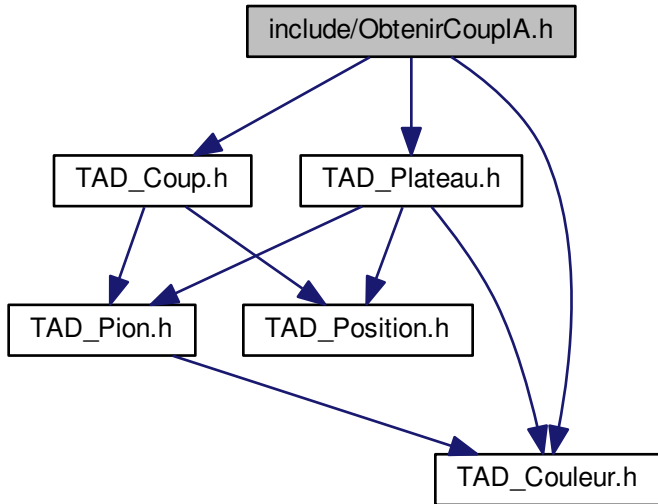 include/ObtenirCoupIA.h
TAD_Coup.h
TAD_Plateau.h
TAD_Pion.h
TAD_Position.h
TAD_Couleur.h